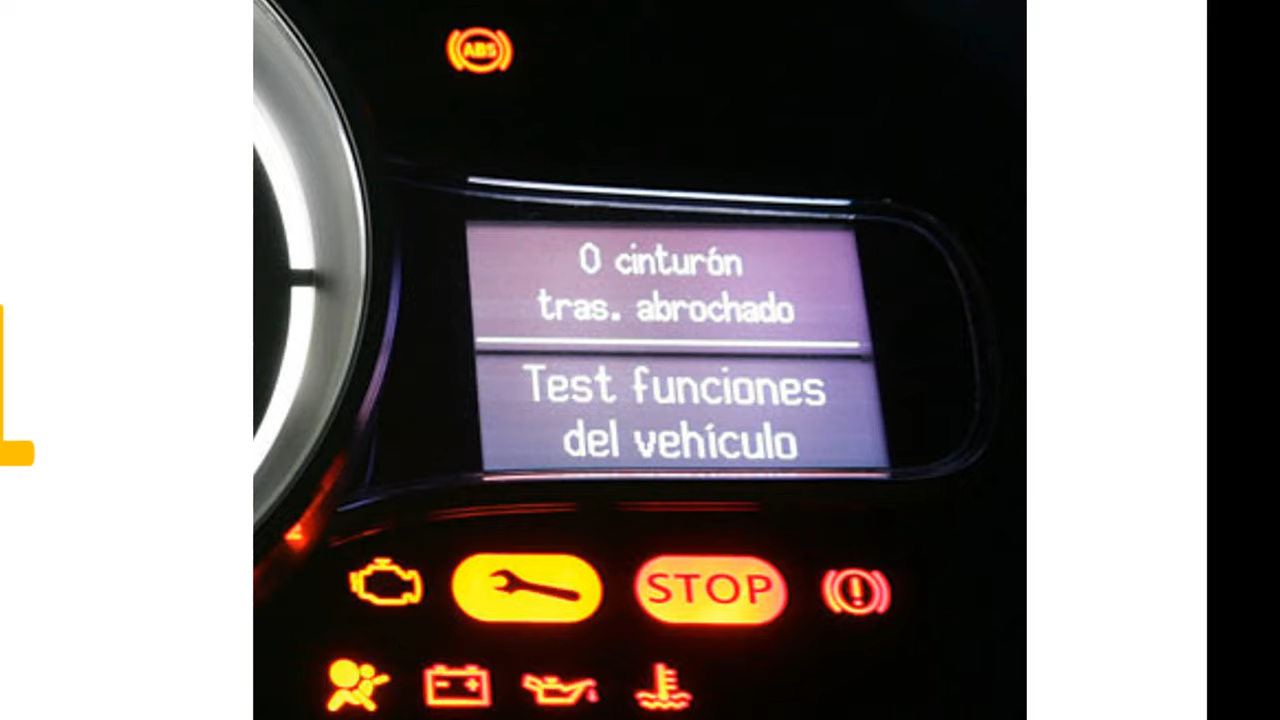 ABS
0 cinturón
tras. abrochado
Test funciones
del vehículo
STOP